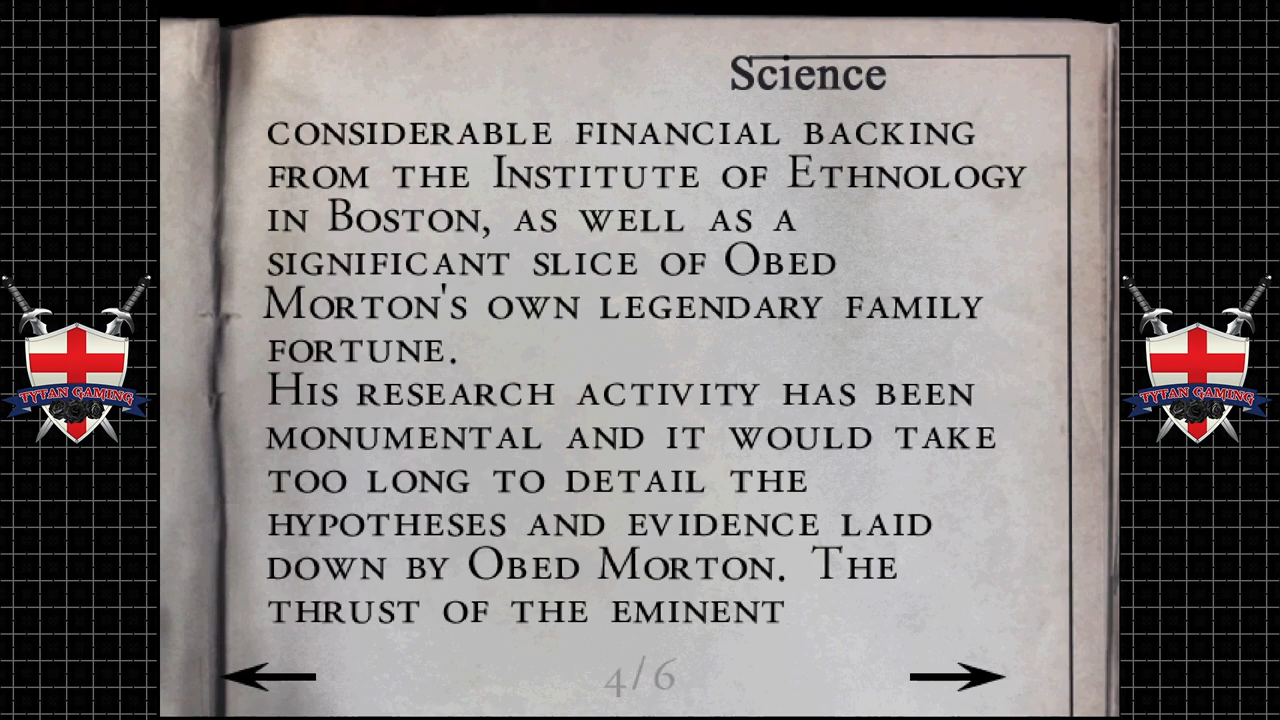 Science
CONSIDERABLE FINANCIAL BACKING
FROM THE INSTITUTE OF ETHNOLOGY
IN BOSTON, AS WELL AS A
SIGNIFICANT SLICE OF OBED
MORTON'S OWN LEGENDARY FAMILY
FORTUNE.
HIS RESEARCH ACTIVITY HAS BEEN
MONUMENTAL AND IT WOULD TAKE
TOO LONG TO DETAIL THE
HYPOTHESES AND EVIDENCE LAID
DOWN BY OBED MORTON. THE
THRUST OF THE EMINENT
4/6
TYTAN GAMING
TYTAN GAMING